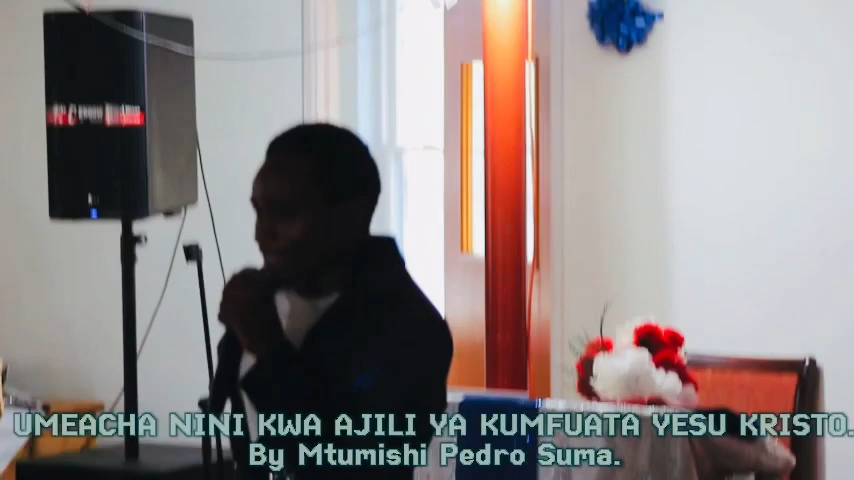 UMEACHA NINI KWA AJILI YA KUMFUATA YESU KRISTO.
By Mtumishi Pedro Suma.